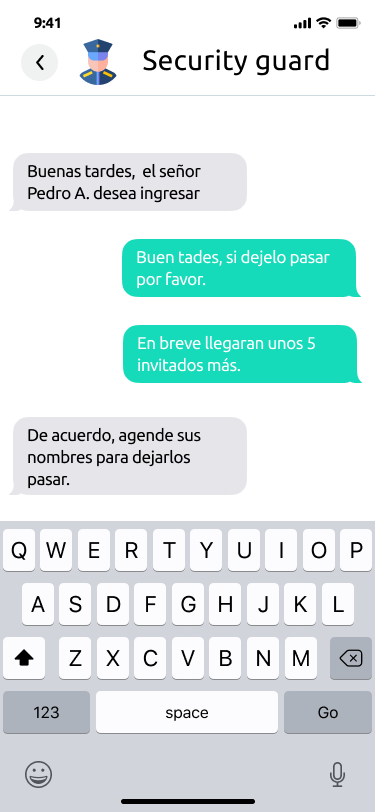 9:41
Security guard
Buenas tardes,  el señor
Pedro A. desea ingresar
Buen tades, si dejelo pasar
por favor.
En breve llegaran unos 5
invitados más.
De acuerdo, agende sus
nombres para dejarlos
pasar.
Q W E R T Y U I O P
A S D F G H J K L
Z X C V B N M
123 space Go